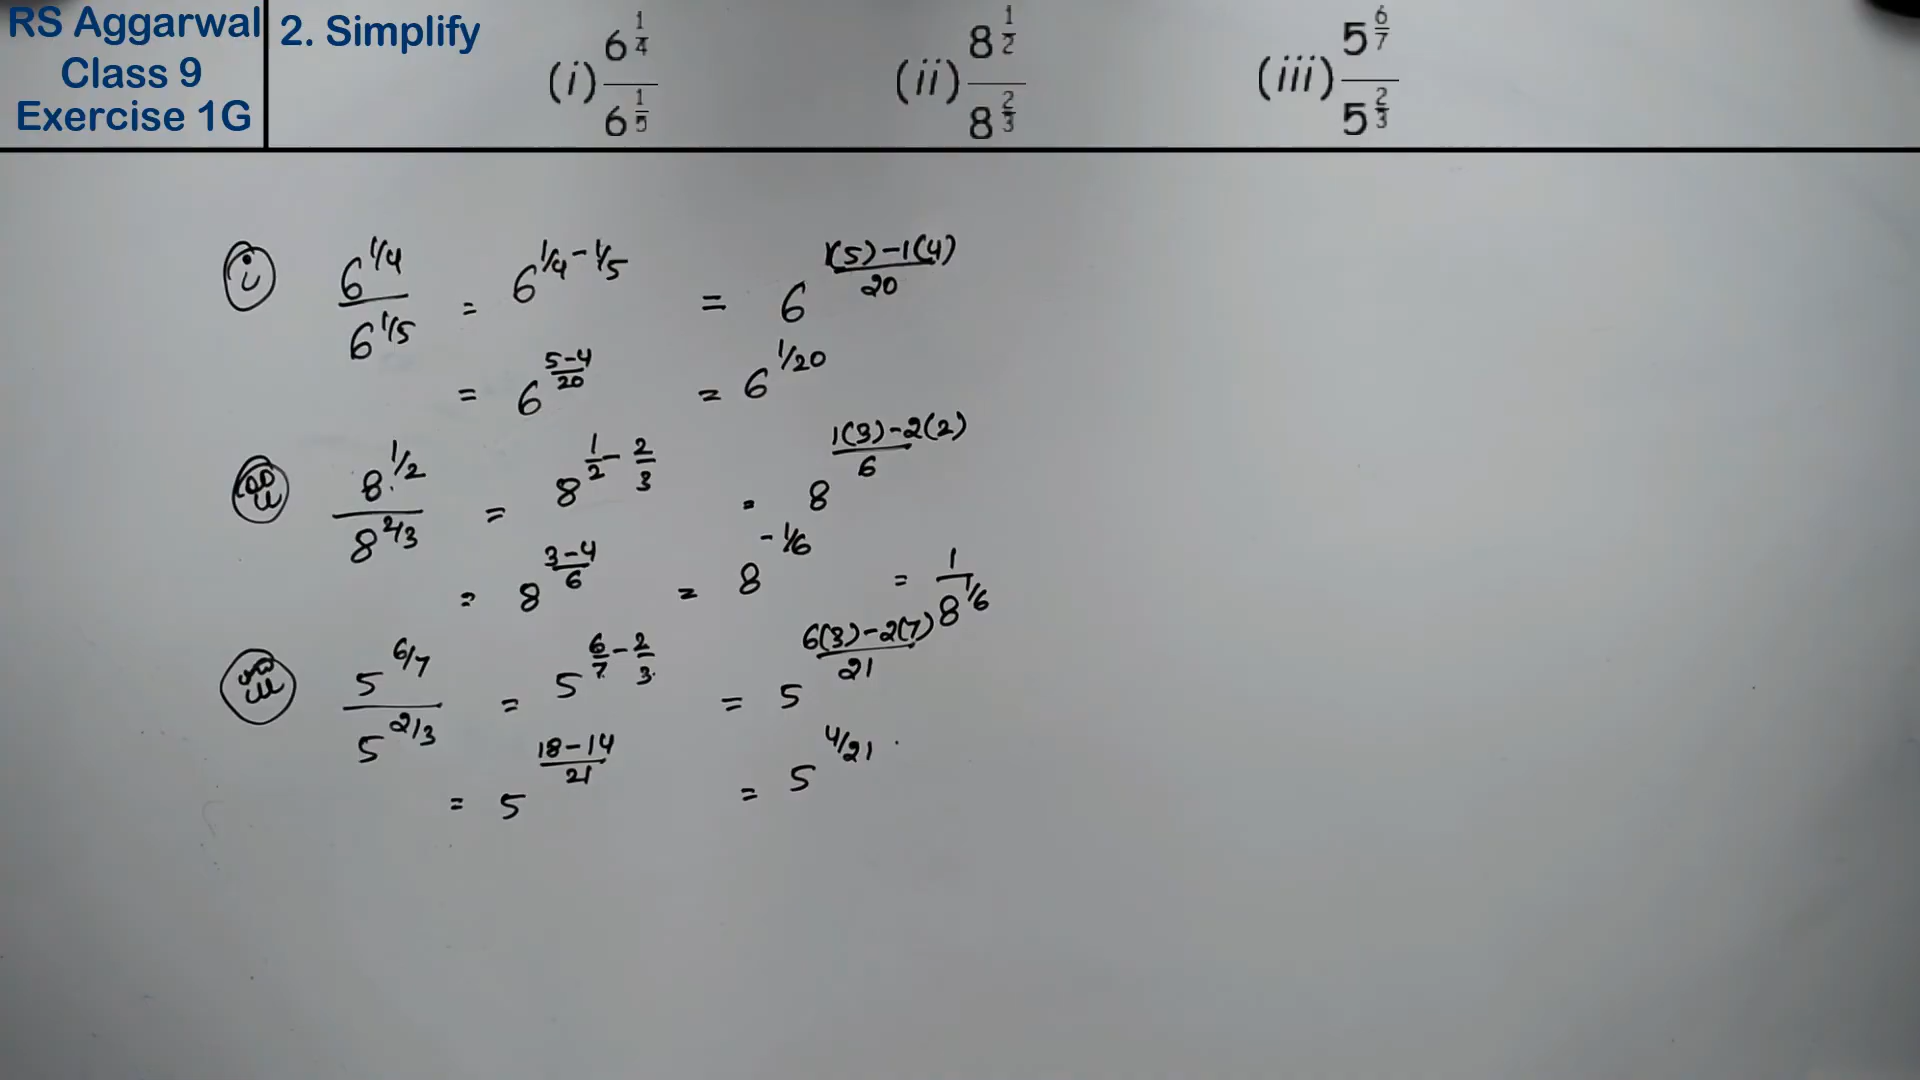 RS Aggarwal
Class 9
Exercise 1G
2. Simplify
(i) 6^(1/4) / 6^(1/5)
(ii) 8^(1/2) / 8^(2/3)
(iii) 5^(6/7) / 5^(2/3)
(i) 6^(1/4) / 6^(1/5) = 6^(1/4 - 1/5) = 6^((1(5)-1(4))/20)
= 6^((5-4)/20) = 6^(1/20)
(ii) 8^(1/2) / 8^(2/3) = 8^(1/2 - 2/3) = 8^((1(3)-2(2))/6)
= 8^((3-4)/6) = 8^(-1/6) = 1 / 8^(1/6)
(iii) 5^(6/7) / 5^(2/3) = 5^(6/7 - 2/3) = 5^((6(3)-2(7))/21)
= 5^((18-14)/21) = 5^(4/21)